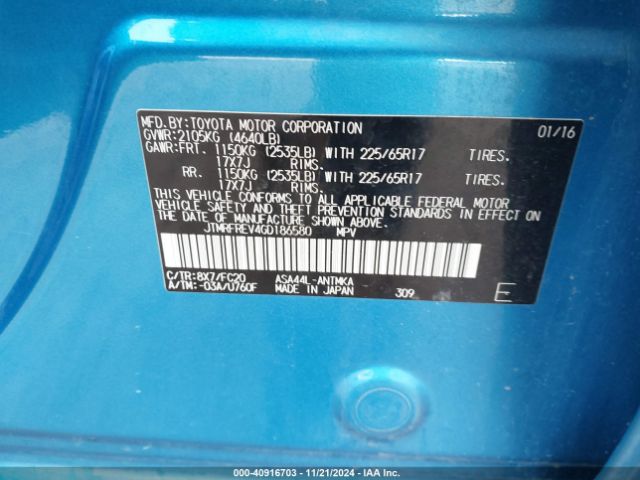 MFD.BY:TOYOTA MOTOR CORPORATION 01/16
GVWR:2105KG (4640LB)
GAWR:FRT. 1150KG (2535LB) WITH 225/65R17 TIRES.
17X7J RIMS.
RR. 1150KG (2535LB) WITH 225/65R17 TIRES.
17X7J RIMS.
THIS VEHICLE CONFORMS TO ALL APPLICABLE FEDERAL MOTOR
VEHICLE SAFETY AND THEFT PREVENTION STANDARDS IN EFFECT
ON THE DATE OF MANUFACTURE SHOWN ABOVE.
JTMRFREV4GD186580 MPV
C/TR:8X7/FC20 ASA44L-ANTMKA
A/TM:-03A/U760F MADE IN JAPAN 309 E
000-40916703 - 11/21/2024 - IAA Inc.